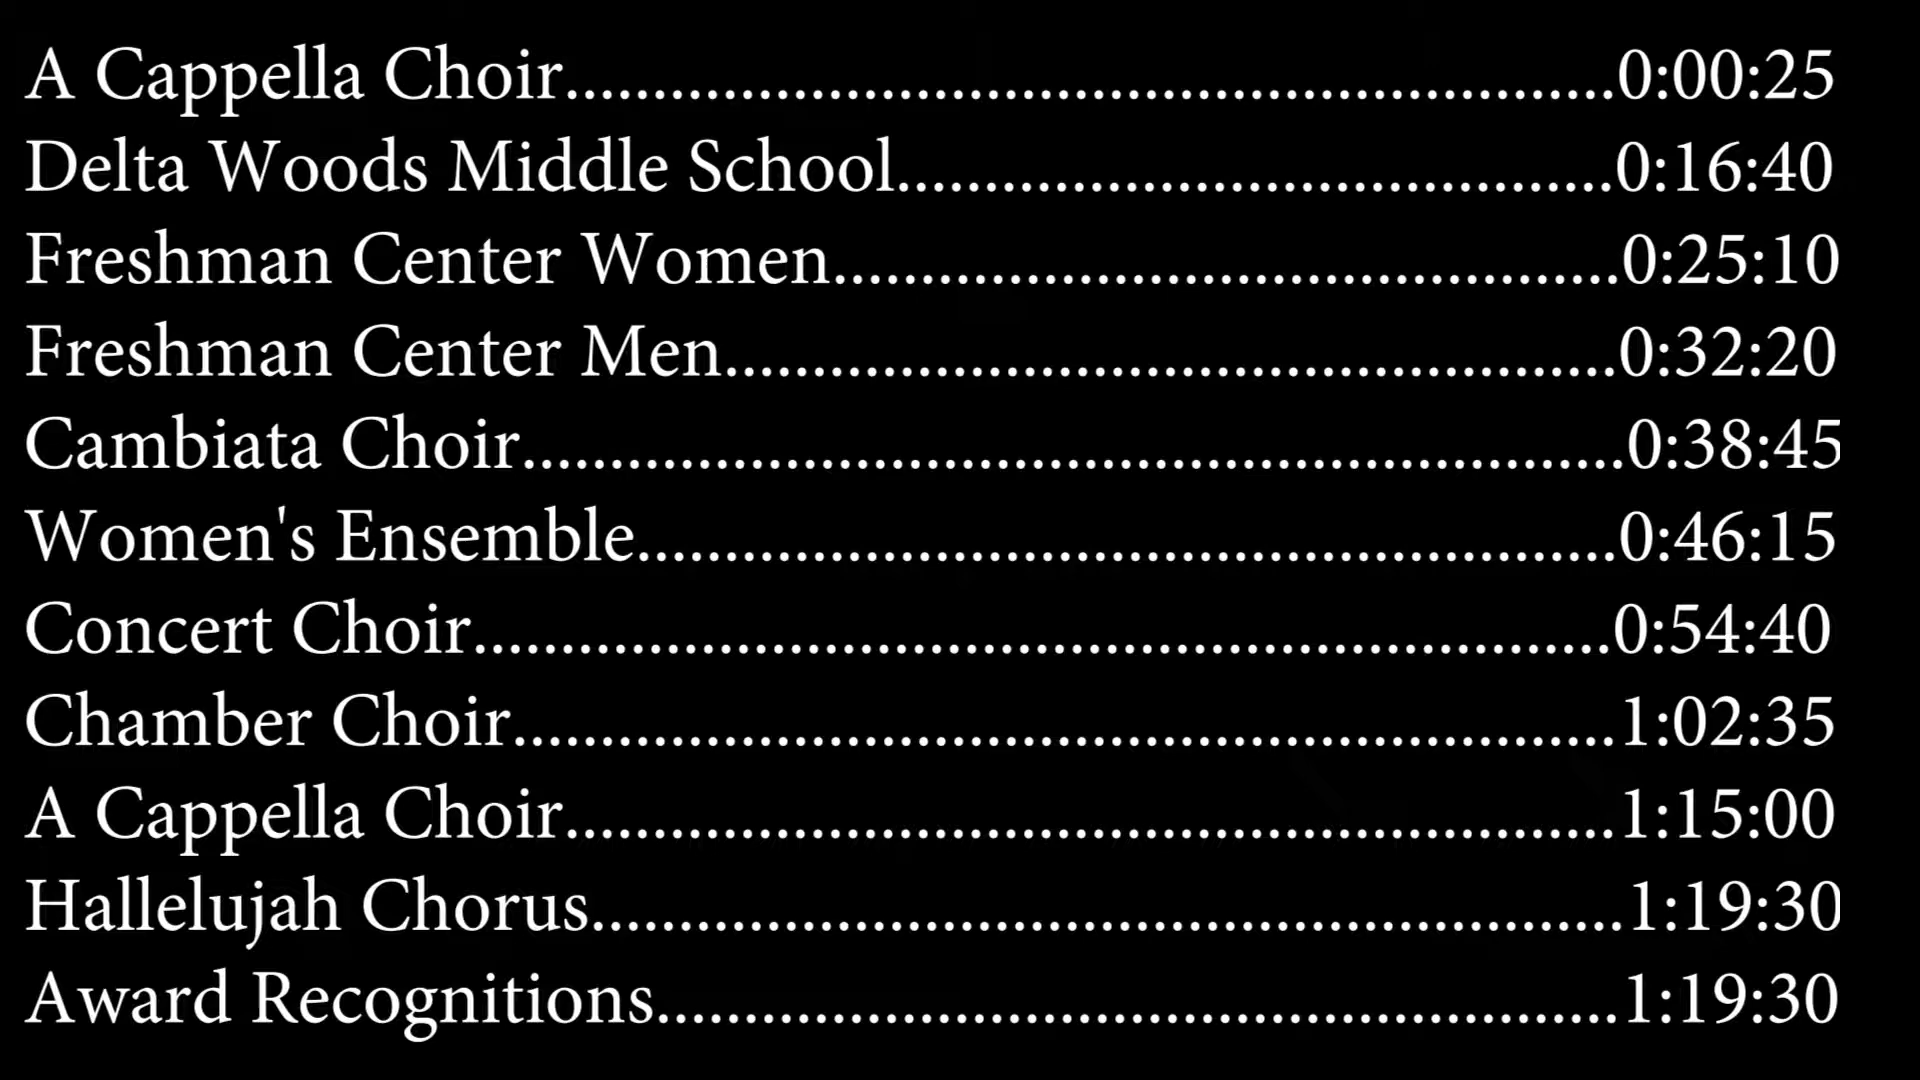 A Cappella Choir............................................................0:00:25
Delta Woods Middle School.........................................0:16:40
Freshman Center Women.............................................0:25:10
Freshman Center Men...................................................0:32:20
Cambiata Choir...............................................................0:38:45
Women's Ensemble........................................................0:46:15
Concert Choir.................................................................0:54:40
Chamber Choir...............................................................1:02:35
A Cappella Choir............................................................1:15:00
Hallelujah Chorus...........................................................1:19:30
Award Recognitions.......................................................1:19:30